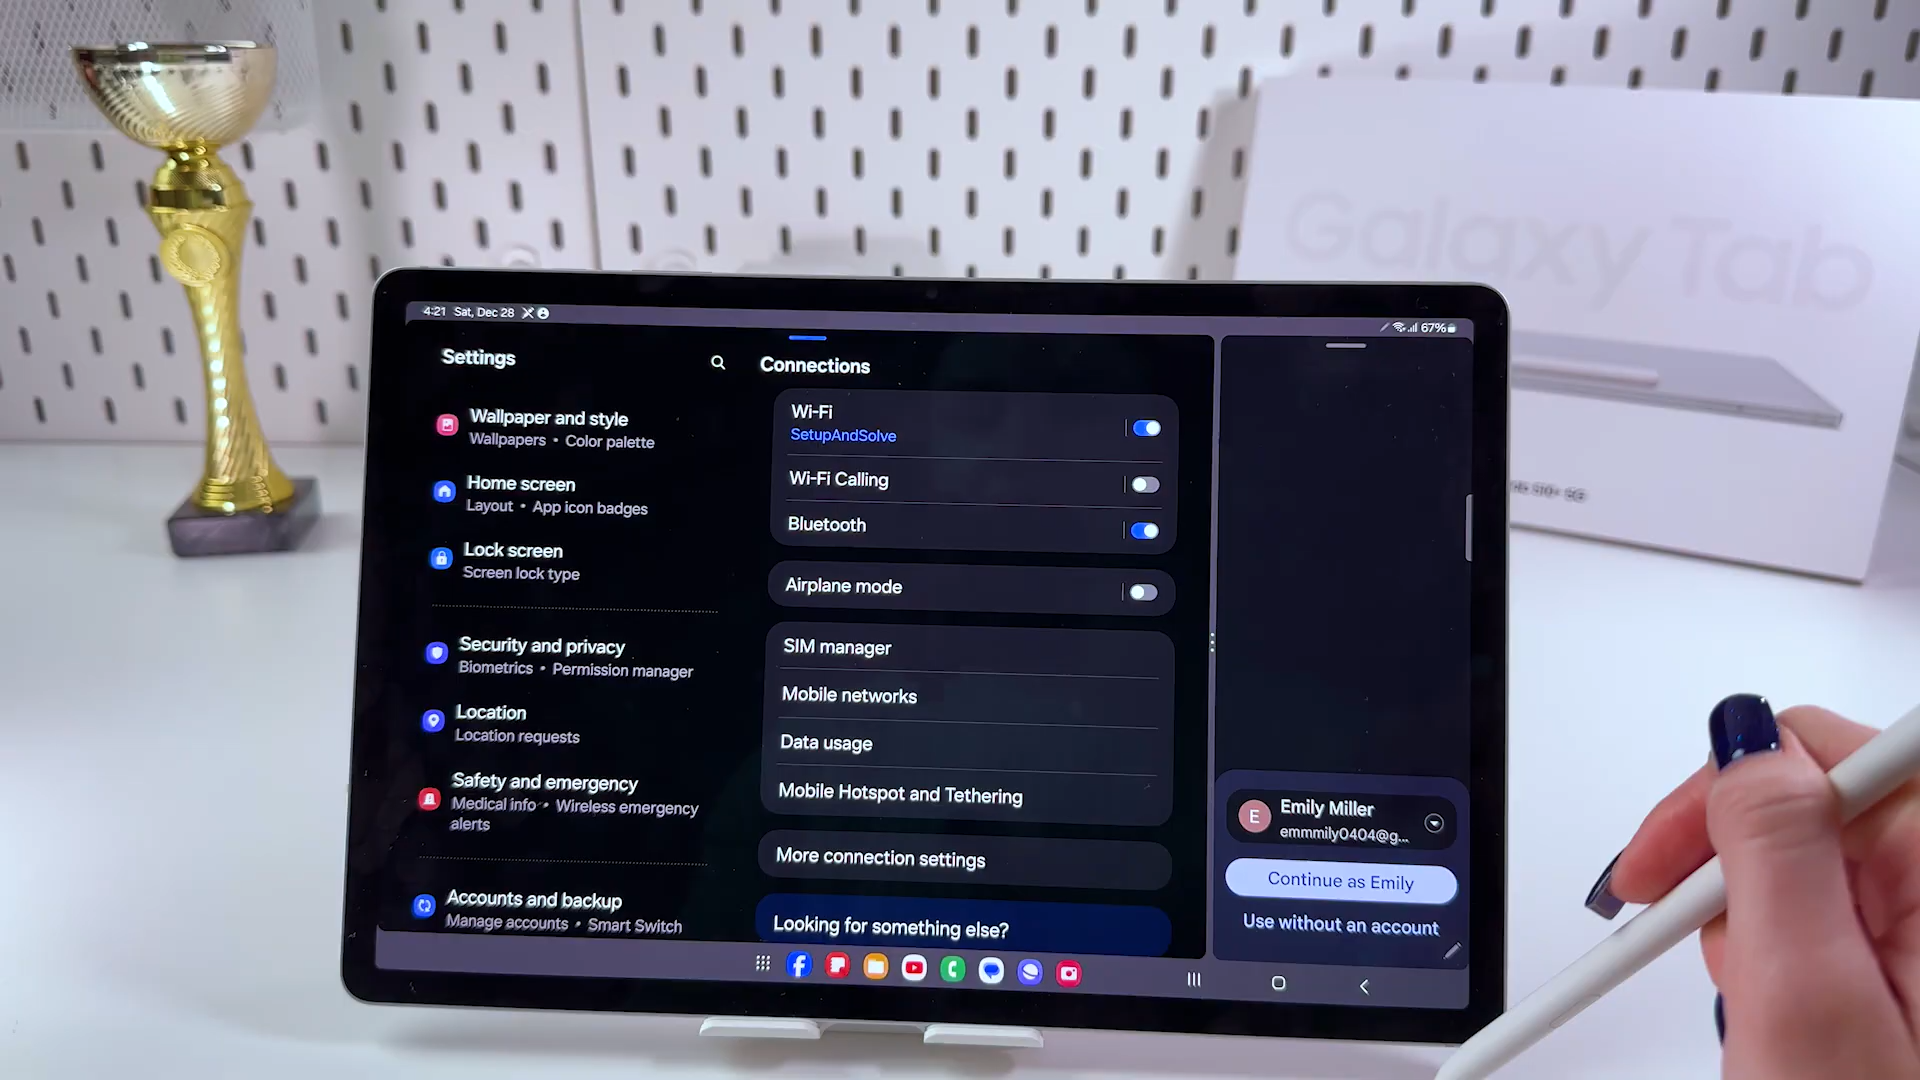 Galaxy Tab
4:21 Sat, Dec 28
67%
Settings
Wallpaper and style
Wallpapers • Color palette
Home screen
Layout • App icon badges
Lock screen
Screen lock type
Security and privacy
Biometrics • Permission manager
Location
Location requests
Safety and emergency
Medical info • Wireless emergency
alerts
Accounts and backup
Manage accounts • Smart Switch
Connections
Wi-Fi
SetupAndSolve
Wi-Fi Calling
Bluetooth
Airplane mode
SIM manager
Mobile networks
Data usage
Mobile Hotspot and Tethering
More connection settings
Looking for something else?
E
Emily Miller
emmmily0404@g...
Continue as Emily
Use without an account
S10+ 5G